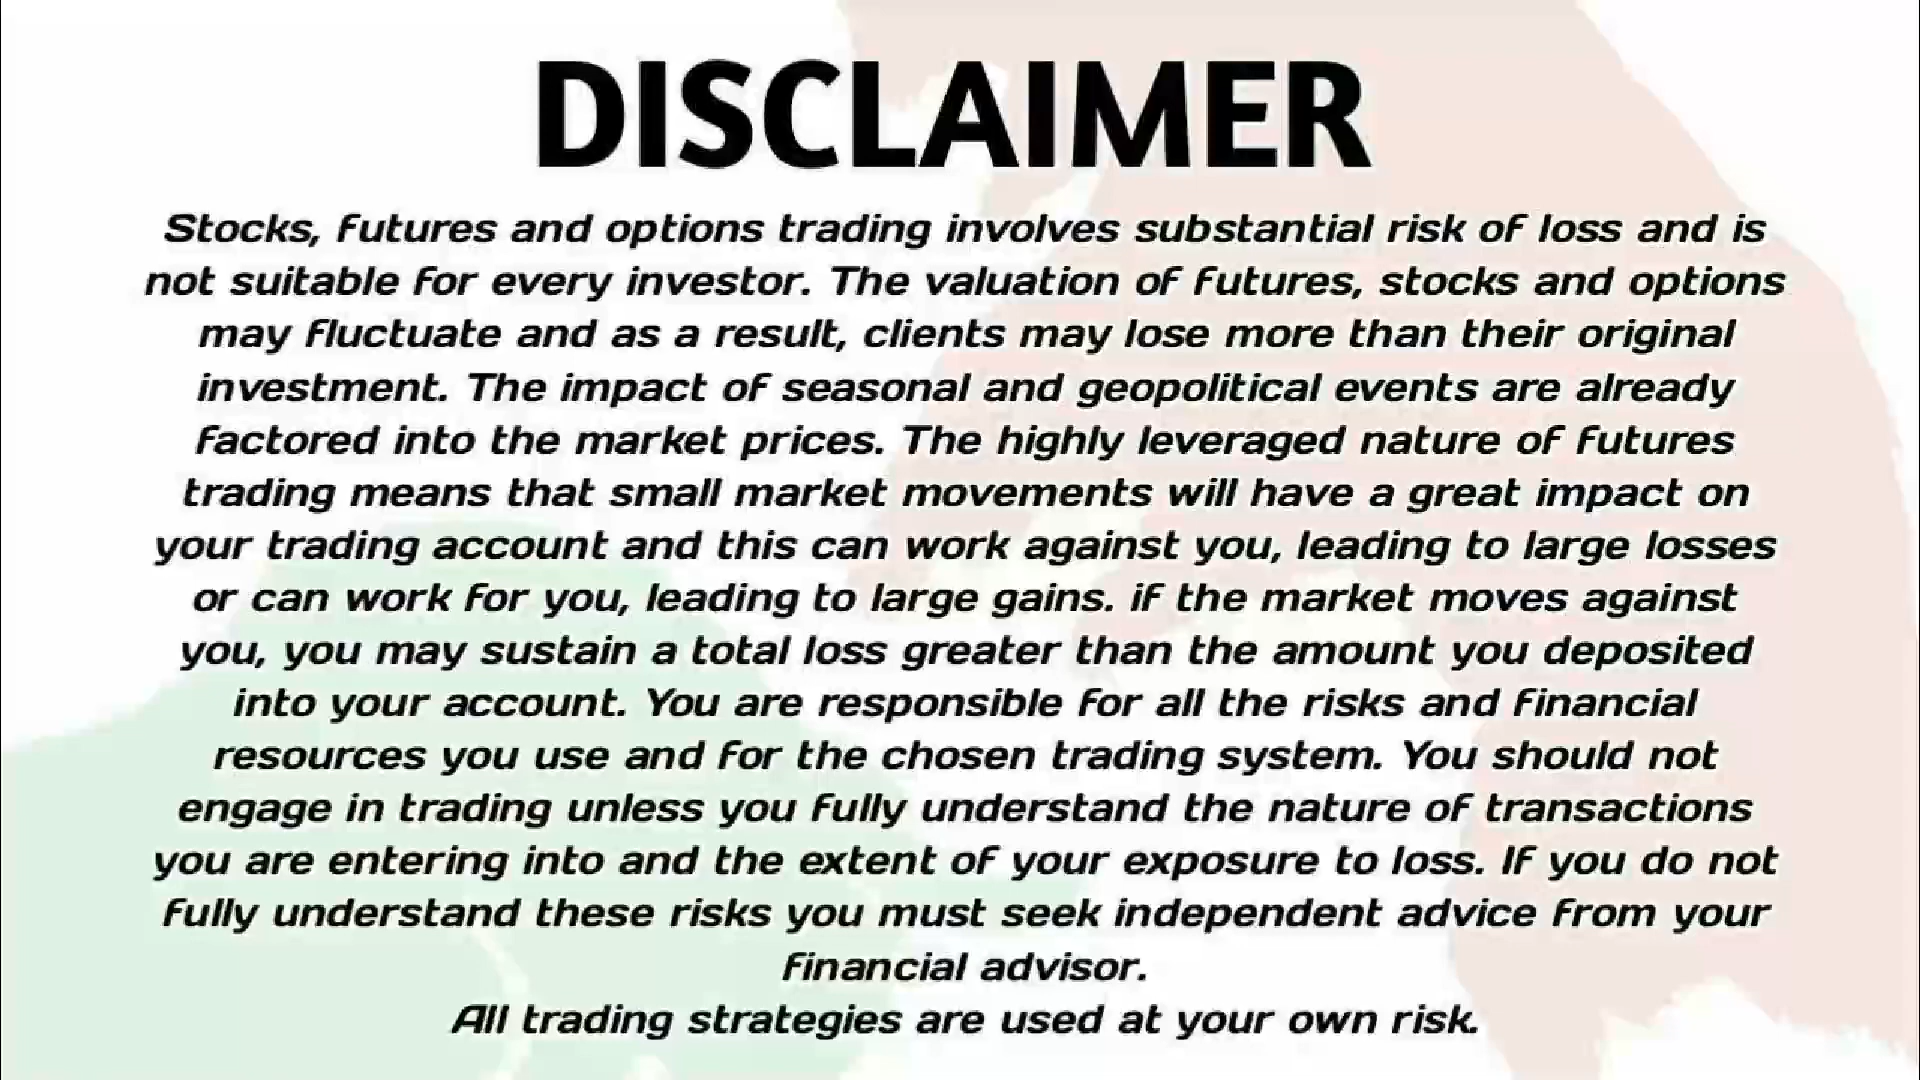 DISCLAIMER
Stocks, futures and options trading involves substantial risk of loss and is
not suitable for every investor. The valuation of futures, stocks and options
may fluctuate and as a result, clients may lose more than their original
investment. The impact of seasonal and geopolitical events are already
factored into the market prices. The highly leveraged nature of futures
trading means that small market movements will have a great impact on
your trading account and this can work against you, leading to large losses
or can work for you, leading to large gains. if the market moves against
you, you may sustain a total loss greater than the amount you deposited
into your account. You are responsible for all the risks and financial
resources you use and for the chosen trading system. You should not
engage in trading unless you fully understand the nature of transactions
you are entering into and the extent of your exposure to loss. If you do not
fully understand these risks you must seek independent advice from your
financial advisor.
All trading strategies are used at your own risk.